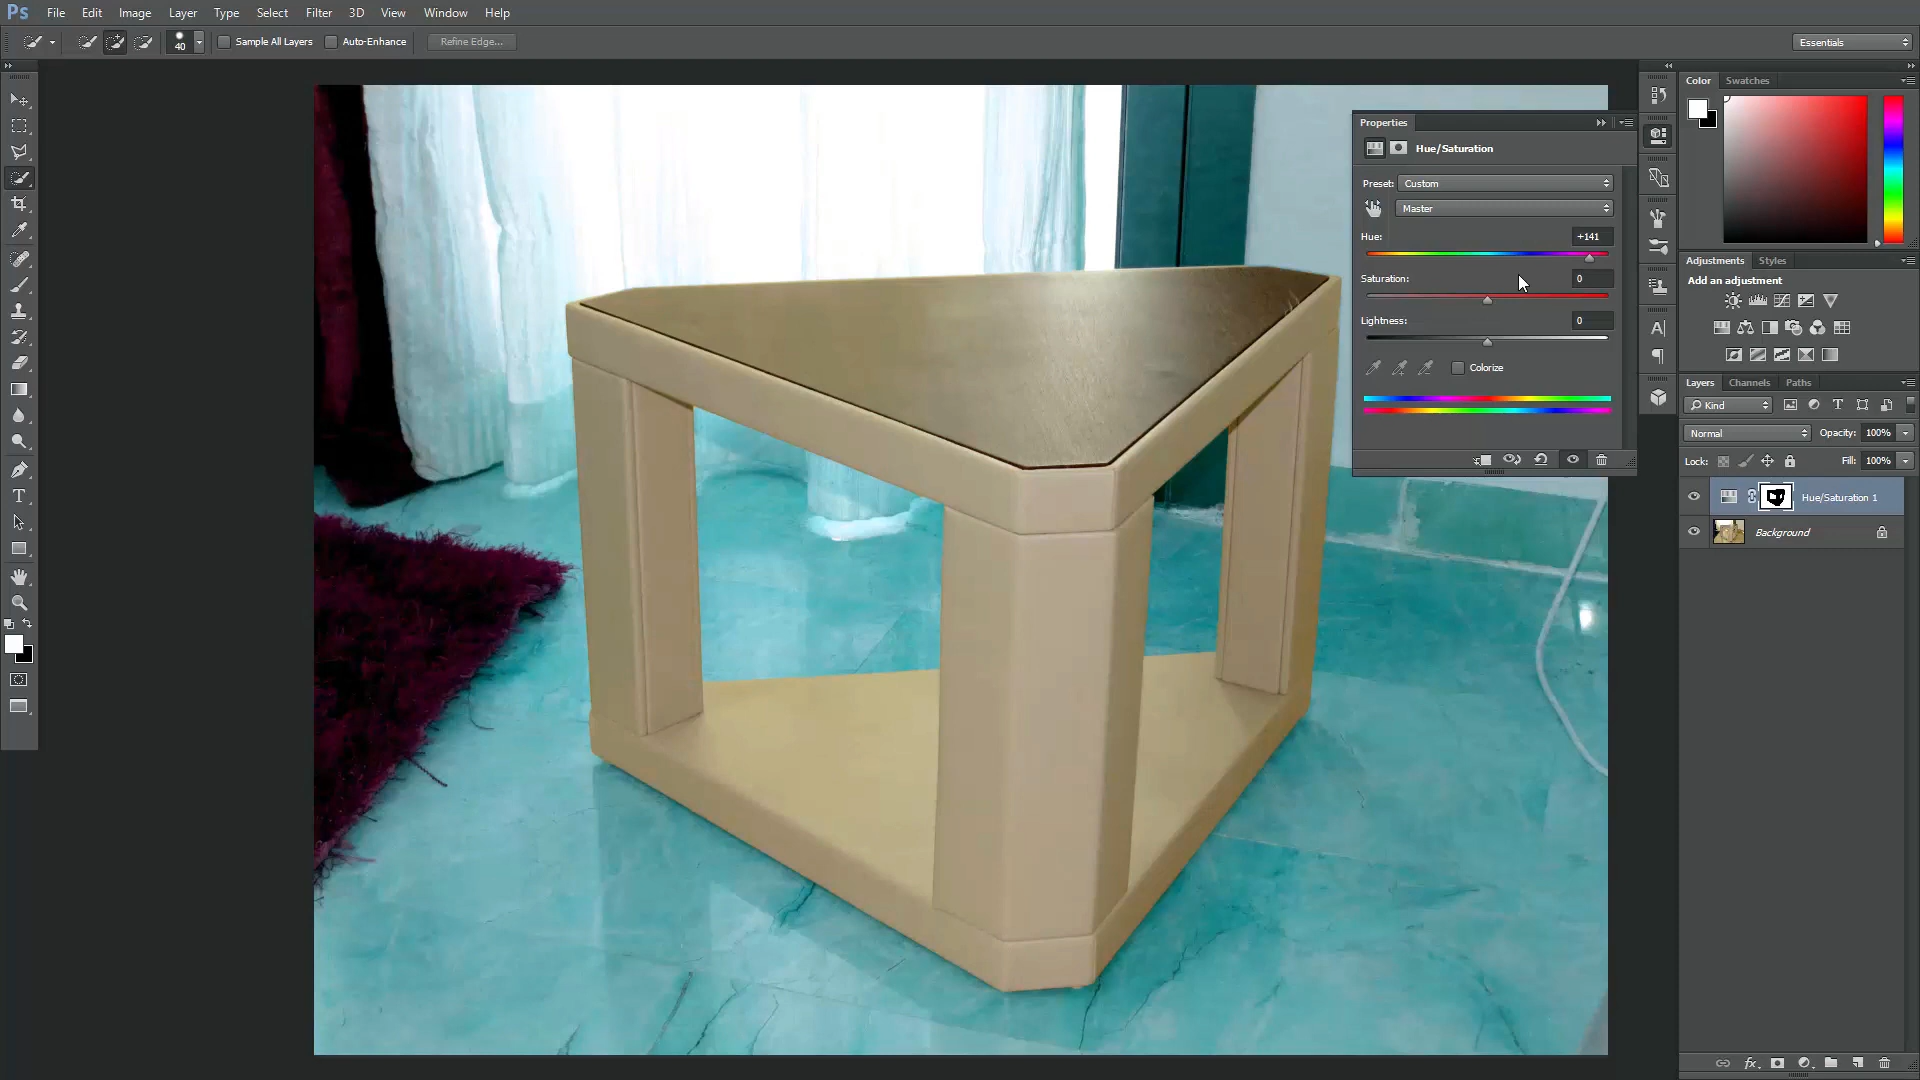 Ps File Edit Image Layer Type Select Filter 3D View Window Help
40 Sample All Layers Auto-Enhance Refine Edge... Essentials
Color Swatches
Properties
Hue/Saturation
Preset: Custom
Master
Hue: +141
Saturation: 0
Lightness: 0
Colorize
Adjustments Styles
Add an adjustment
Layers Channels Paths
Kind
Normal Opacity: 100%
Lock: Fill: 100%
Hue/Saturation 1
Background